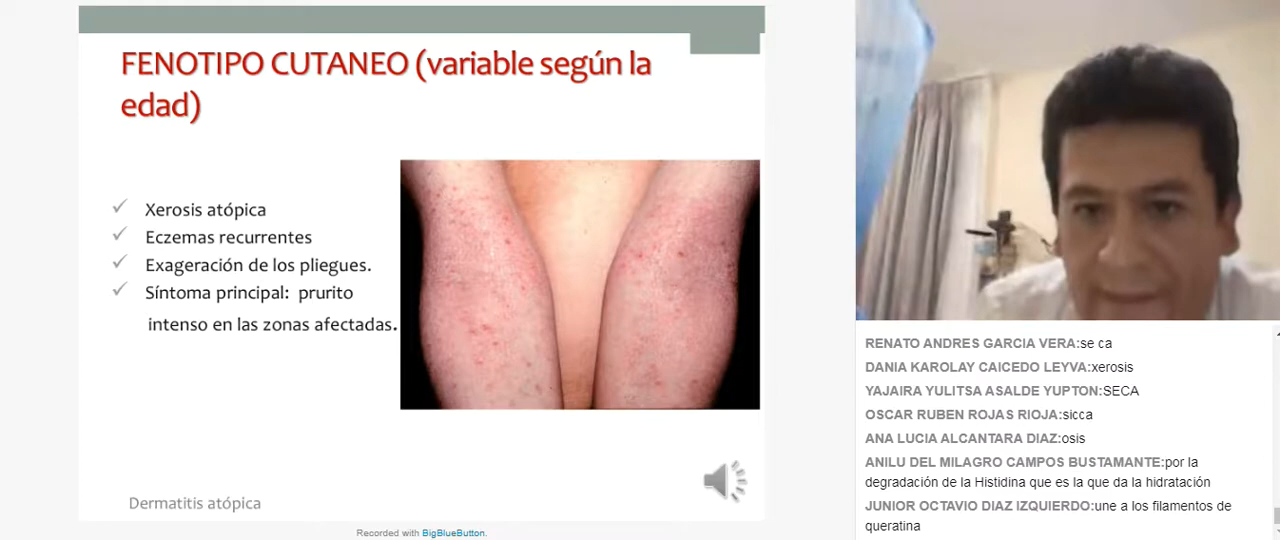 FENOTIPO CUTANEO (variable según la
edad)
Xerosis atópica
Eczemas recurrentes
Exageración de los pliegues.
Síntoma principal: prurito
intenso en las zonas afectadas.
Dermatitis atópica
Recorded with BigBlueButton.
RENATO ANDRES GARCIA VERA:se ca
DANIA KAROLAY CAICEDO LEYVA:xerosis
YAJAIRA YULITSA ASALDE YUPTON:SECA
OSCAR RUBEN ROJAS RIOJA:sicca
ANA LUCIA ALCANTARA DIAZ:osis
ANILU DEL MILAGRO CAMPOS BUSTAMANTE:por la
degradación de la Histidina que es la que da la hidratación
JUNIOR OCTAVIO DIAZ IZQUIERDO:une a los filamentos de
queratina